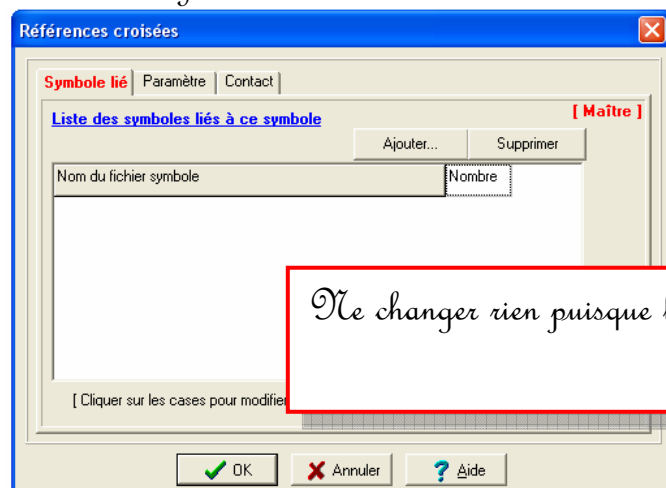 Références croisées
Symbole lié Paramètre Contact
[ Maître ]
Liste des symboles liés à ce symbole
Ajouter... Supprimer
Nom du fichier symbole Nombre
Ne changer rien puisque
[ Cliquer sur les cases pour modifier
OK Annuler ? Aide